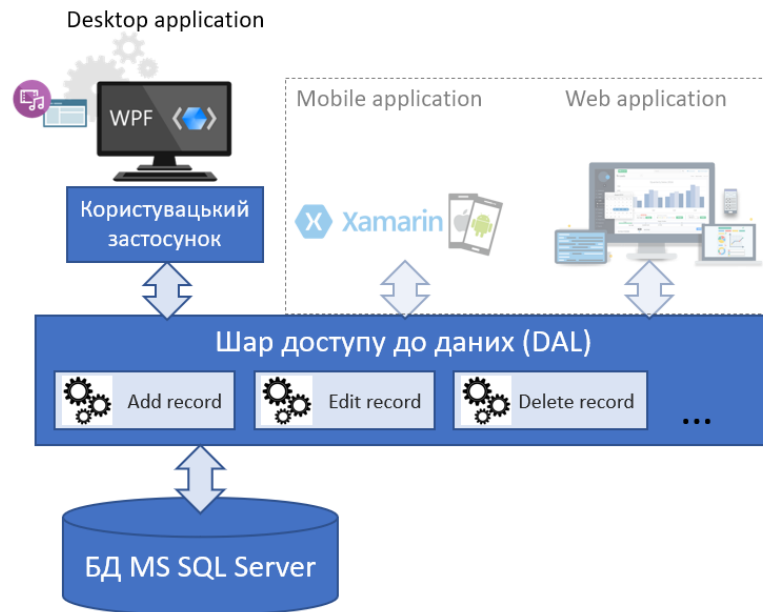 Desktop application
WPF
Mobile application
Web application
Xamarin
Користувацький
застосунок
Шар доступу до даних (DAL)
Add record
Edit record
Delete record
...
БД MS SQL Server